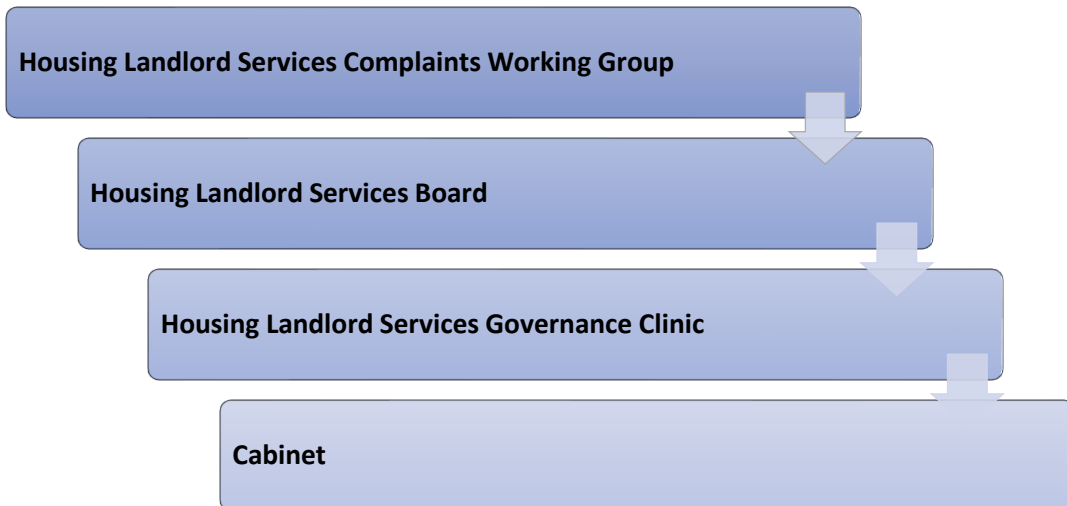 Housing Landlord Services Complaints Working Group
Housing Landlord Services Board
Housing Landlord Services Governance Clinic
Cabinet